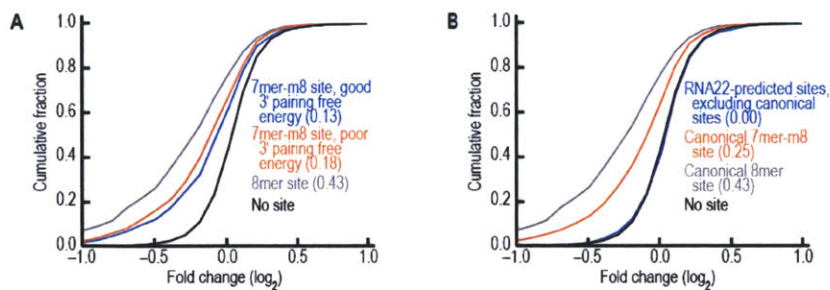 A
1.0
0.8
0.6
0.4
0.2
0.0
Cumulative fraction
7mer-m8 site, good
3' pairing free
energy (0.13)
7mer-m8 site, poor
3' pairing free
energy (0.18)
8mer site (0.43)
No site
-1.0
-0.5
0.0
0.5
1.0
Fold change (log2)
B
1.0
0.8
0.6
0.4
0.2
0.0
Cumulative fraction
RNA22-predicted sites,
excluding canonical
sites (0.00)
Canonical 7mer-m8
site (0.25)
Canonical 8mer
site (0.43)
No site
-1.0
-0.5
0.0
0.5
1.0
Fold change (log2)